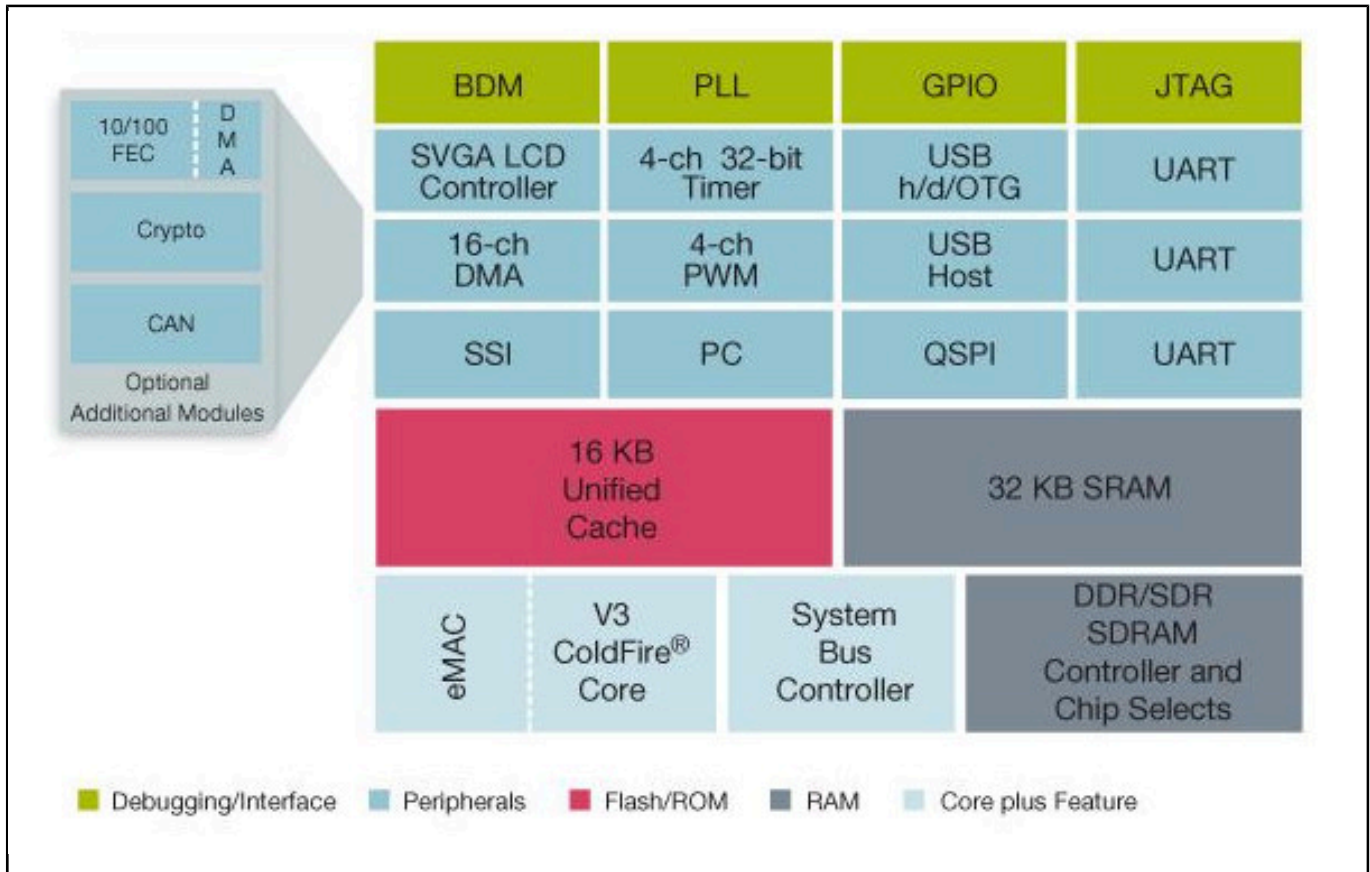 10/100
FEC
D
M
A
Crypto
CAN
Optional
Additional Modules
BDM
PLL
GPIO
JTAG
SVGA LCD
Controller
4-ch 32-bit
Timer
USB
h/d/OTG
UART
16-ch
DMA
4-ch
PWM
USB
Host
UART
SSI
PC
QSPI
UART
16 KB
Unified
Cache
32 KB SRAM
eMAC
V3
ColdFire®
Core
System
Bus
Controller
DDR/SDR
SDRAM
Controller and
Chip Selects
Debugging/Interface
Peripherals
Flash/ROM
RAM
Core plus Feature